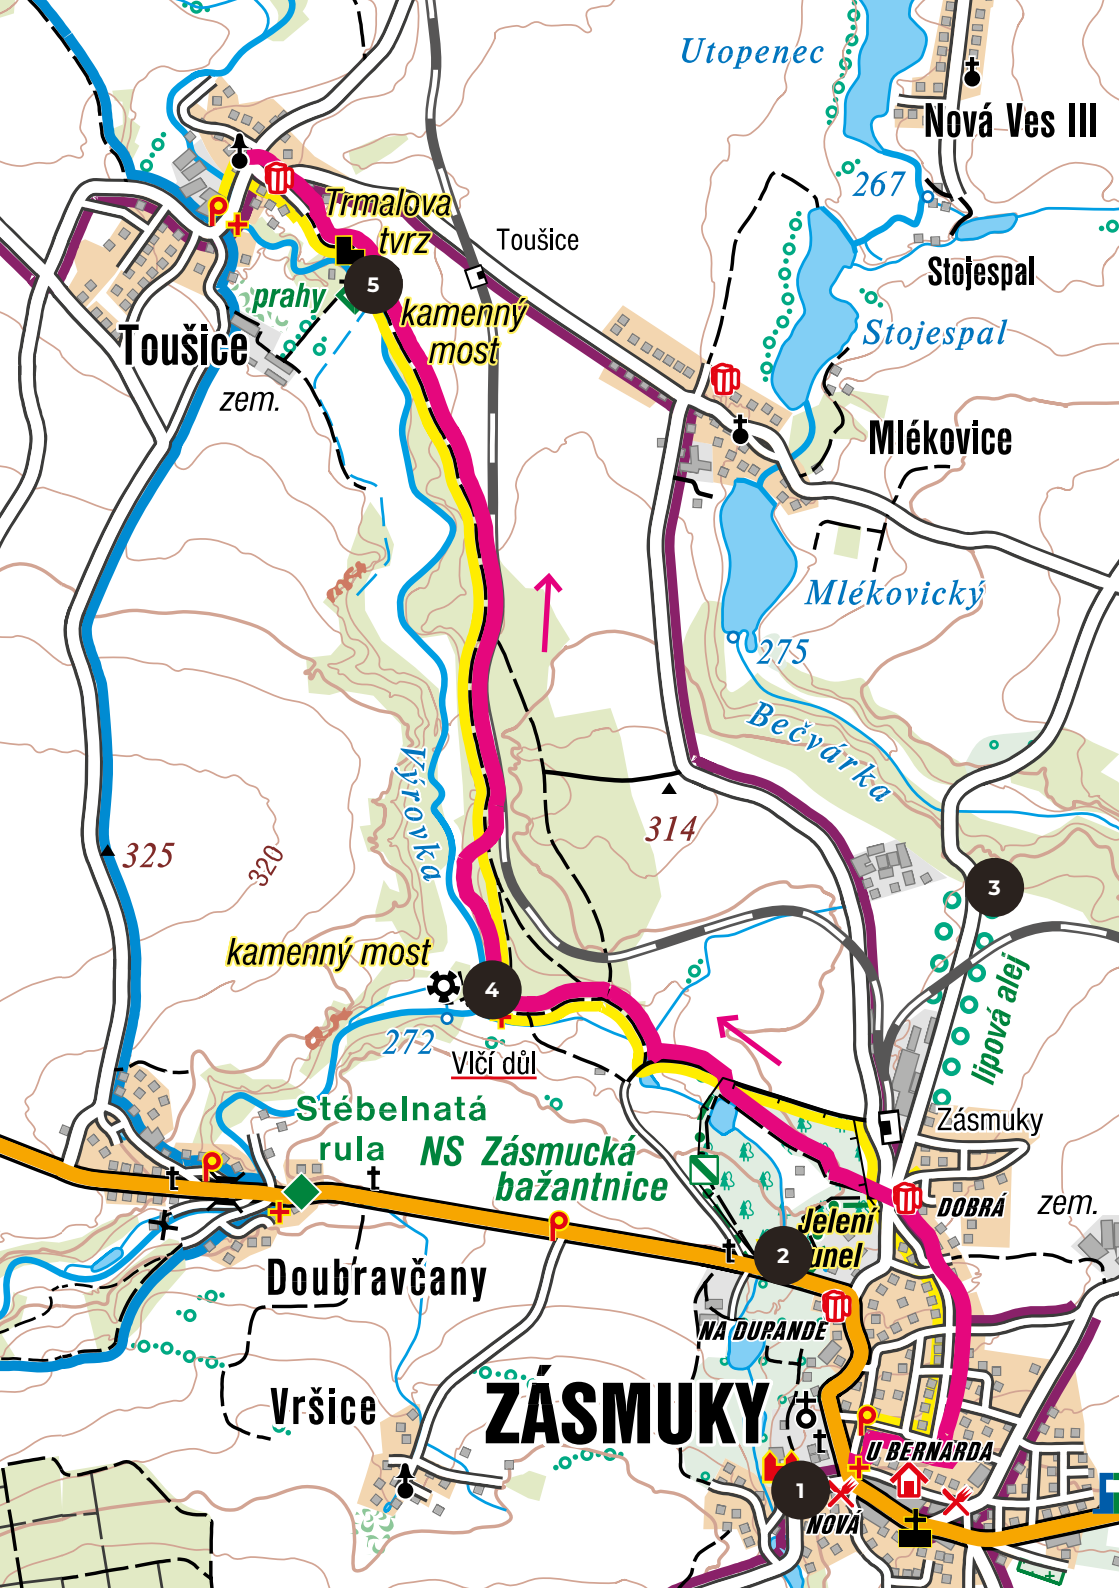 Utopenec
Nová Ves III
267
Trmalova
tvrz
Toušice
Stojespal
5
prahy
kamenný
most
Stojespal
Toušice
zem.
Mlékovice
Mlékovický
275
Bečvárka
Výrovka
314
325
320
3
kamenný most
4
lipová alej
272
Vlčí důl
Stébelnatá
rula
NS Zásmucká
bažantnice
Zásmuky
DOBRÁ
zem.
Jelení
2
unel
Doubravčany
NA DUPANDE
Vršice
ZÁSMUKY
U BERNARDA
1
NOVÁ